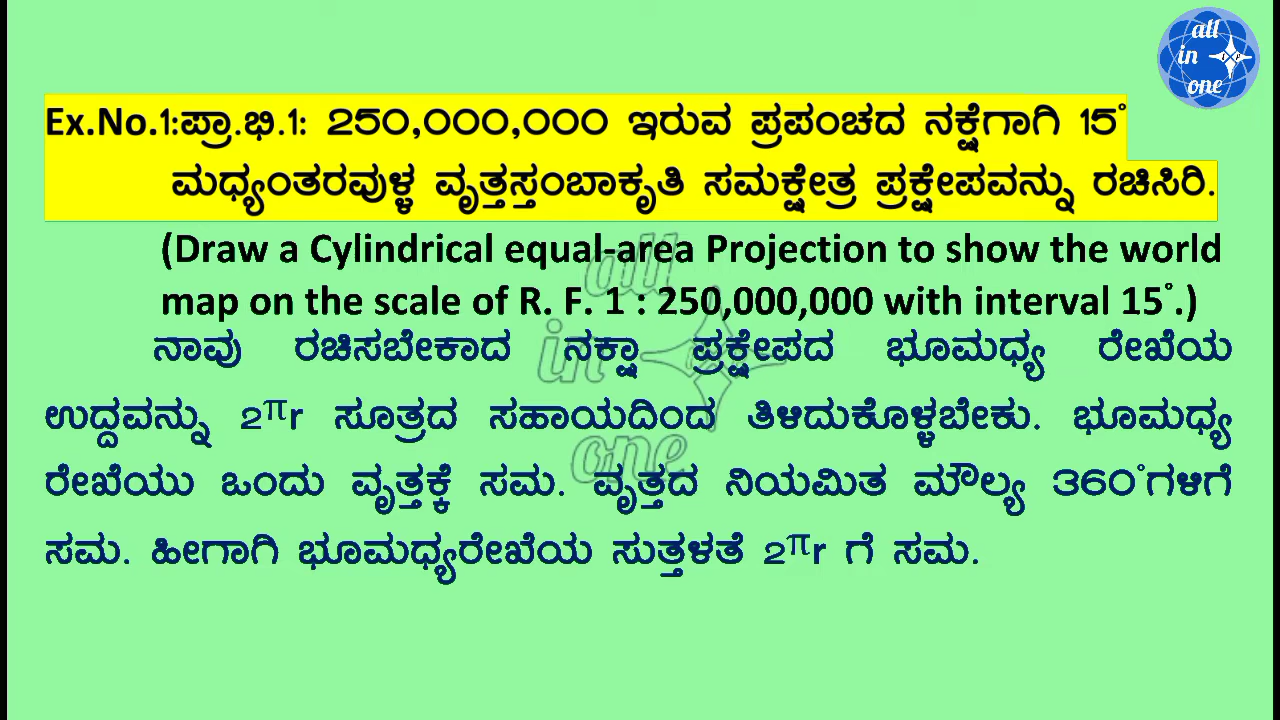 all
in
one
Ex.No.1:ಪ್ರಾ.ಭಿ.1: 250,000,000 ಇರುವ ಪ್ರಪಂಚದ ನಕ್ಷೆಗಾಗಿ 15°
ಮಧ್ಯಂತರವುಳ್ಳ ವೃತ್ತಸ್ತಂಬಾಕೃತಿ ಸಮಕ್ಷೇತ್ರ ಪ್ರಕ್ಷೇಪವನ್ನು ರಚಿಸಿರಿ.
(Draw a Cylindrical equal-area Projection to show the world
map on the scale of R. F. 1 : 250,000,000 with interval 15°.)
ನಾವು ರಚಿಸಬೇಕಾದ ನಕ್ಷಾ ಪ್ರಕ್ಷೇಪದ ಭೂಮಧ್ಯ ರೇಖೆಯ
ಉದ್ದವನ್ನು 2πr ಸೂತ್ರದ ಸಹಾಯದಿಂದ ತಿಳಿದುಕೊಳ್ಳಬೇಕು. ಭೂಮಧ್ಯ
ರೇಖೆಯು ಒಂದು ವೃತ್ತಕ್ಕೆ ಸಮ. ವೃತ್ತದ ನಿಯಮಿತ ಮೌಲ್ಯ 360°ಗಳಿಗೆ
ಸಮ. ಹೀಗಾಗಿ ಭೂಮಧ್ಯರೇಖೆಯ ಸುತ್ತಳತೆ 2πr ಗೆ ಸಮ.
all
in
one